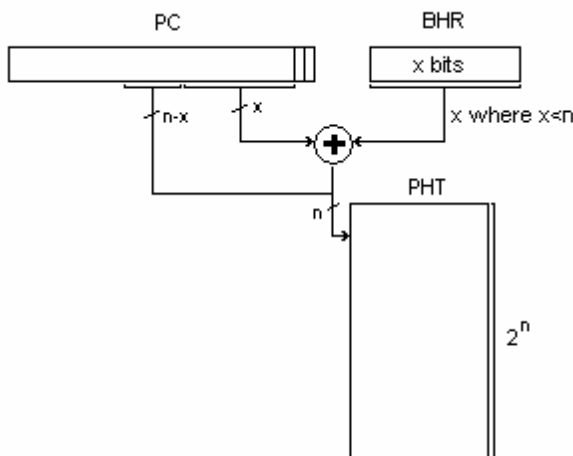 PC
BHR
x bits
n-x
x
x where x<n
n
PHT
2^n